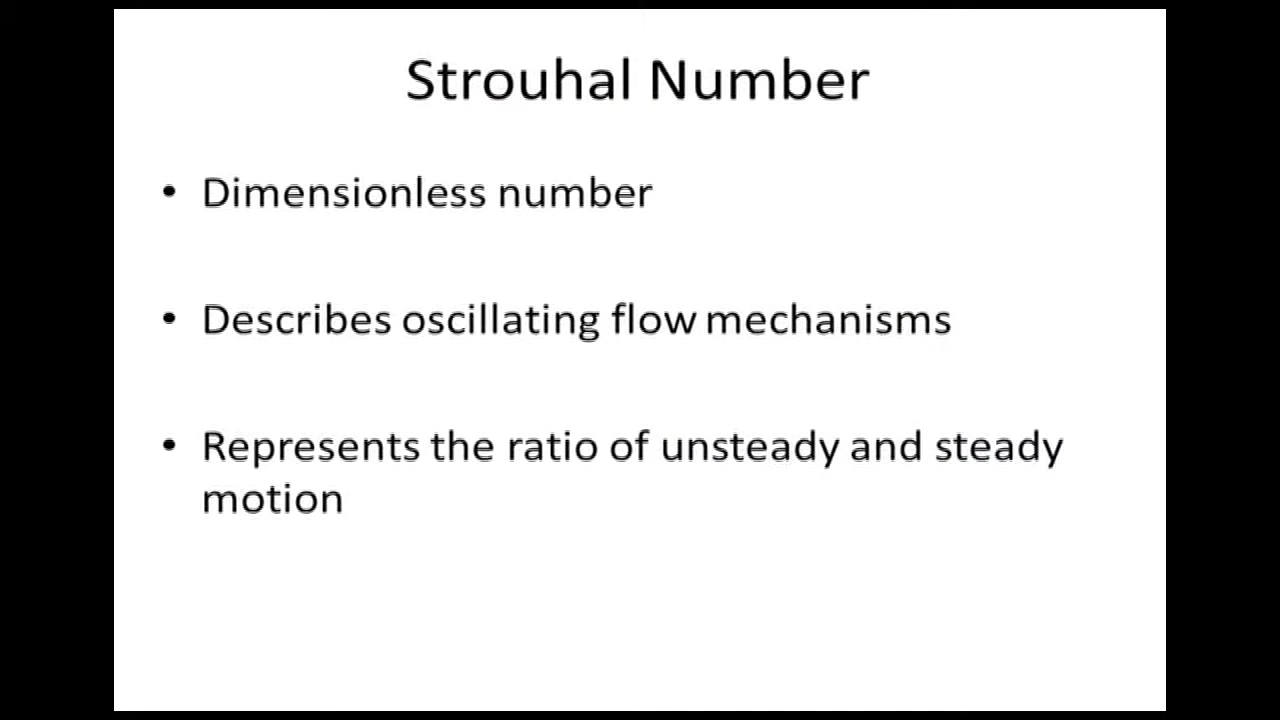 Strouhal Number
• Dimensionless number
• Describes oscillating flow mechanisms
• Represents the ratio of unsteady and steady
motion